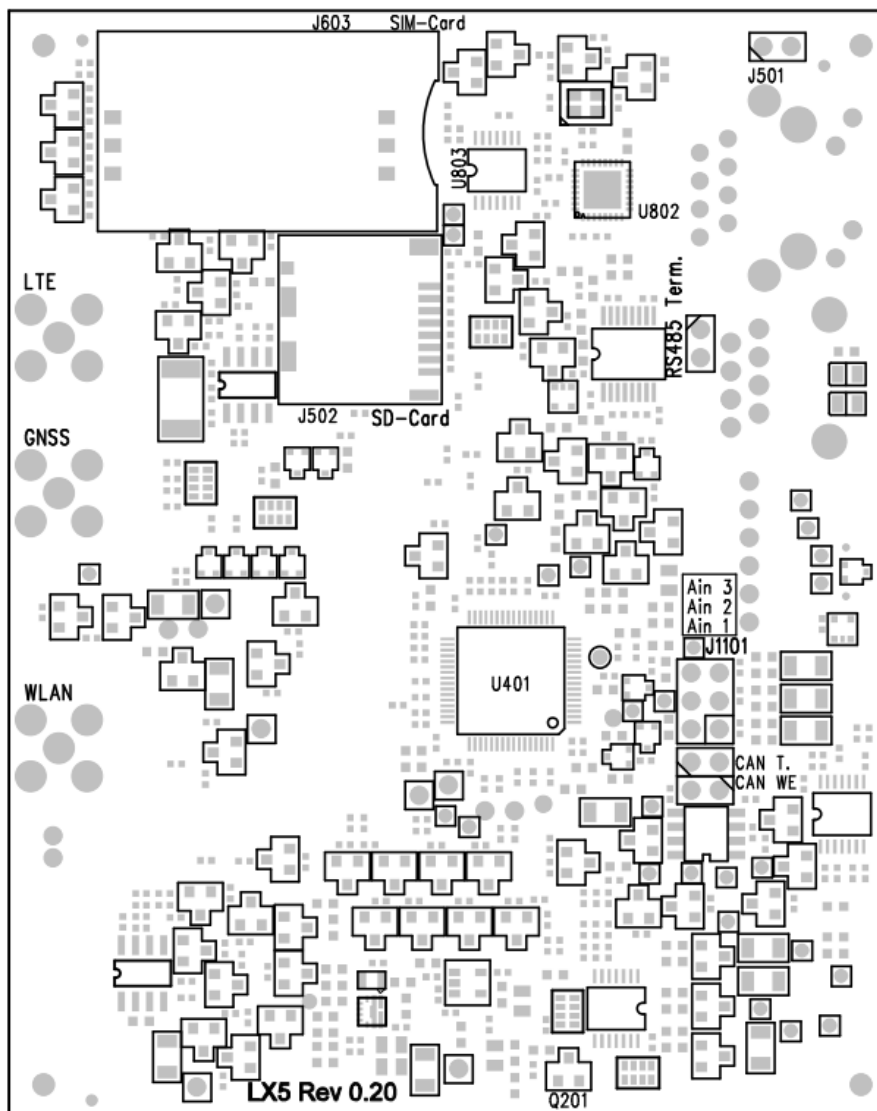 J603 SIM-Card
J501
U803
U802
LTE
RS485 Term.
J502 SD-Card
GNSS
Ain 3
Ain 2
Ain 1
J1101
WLAN
U401
CAN T.
CAN WE
LX5 Rev 0.20
Q201